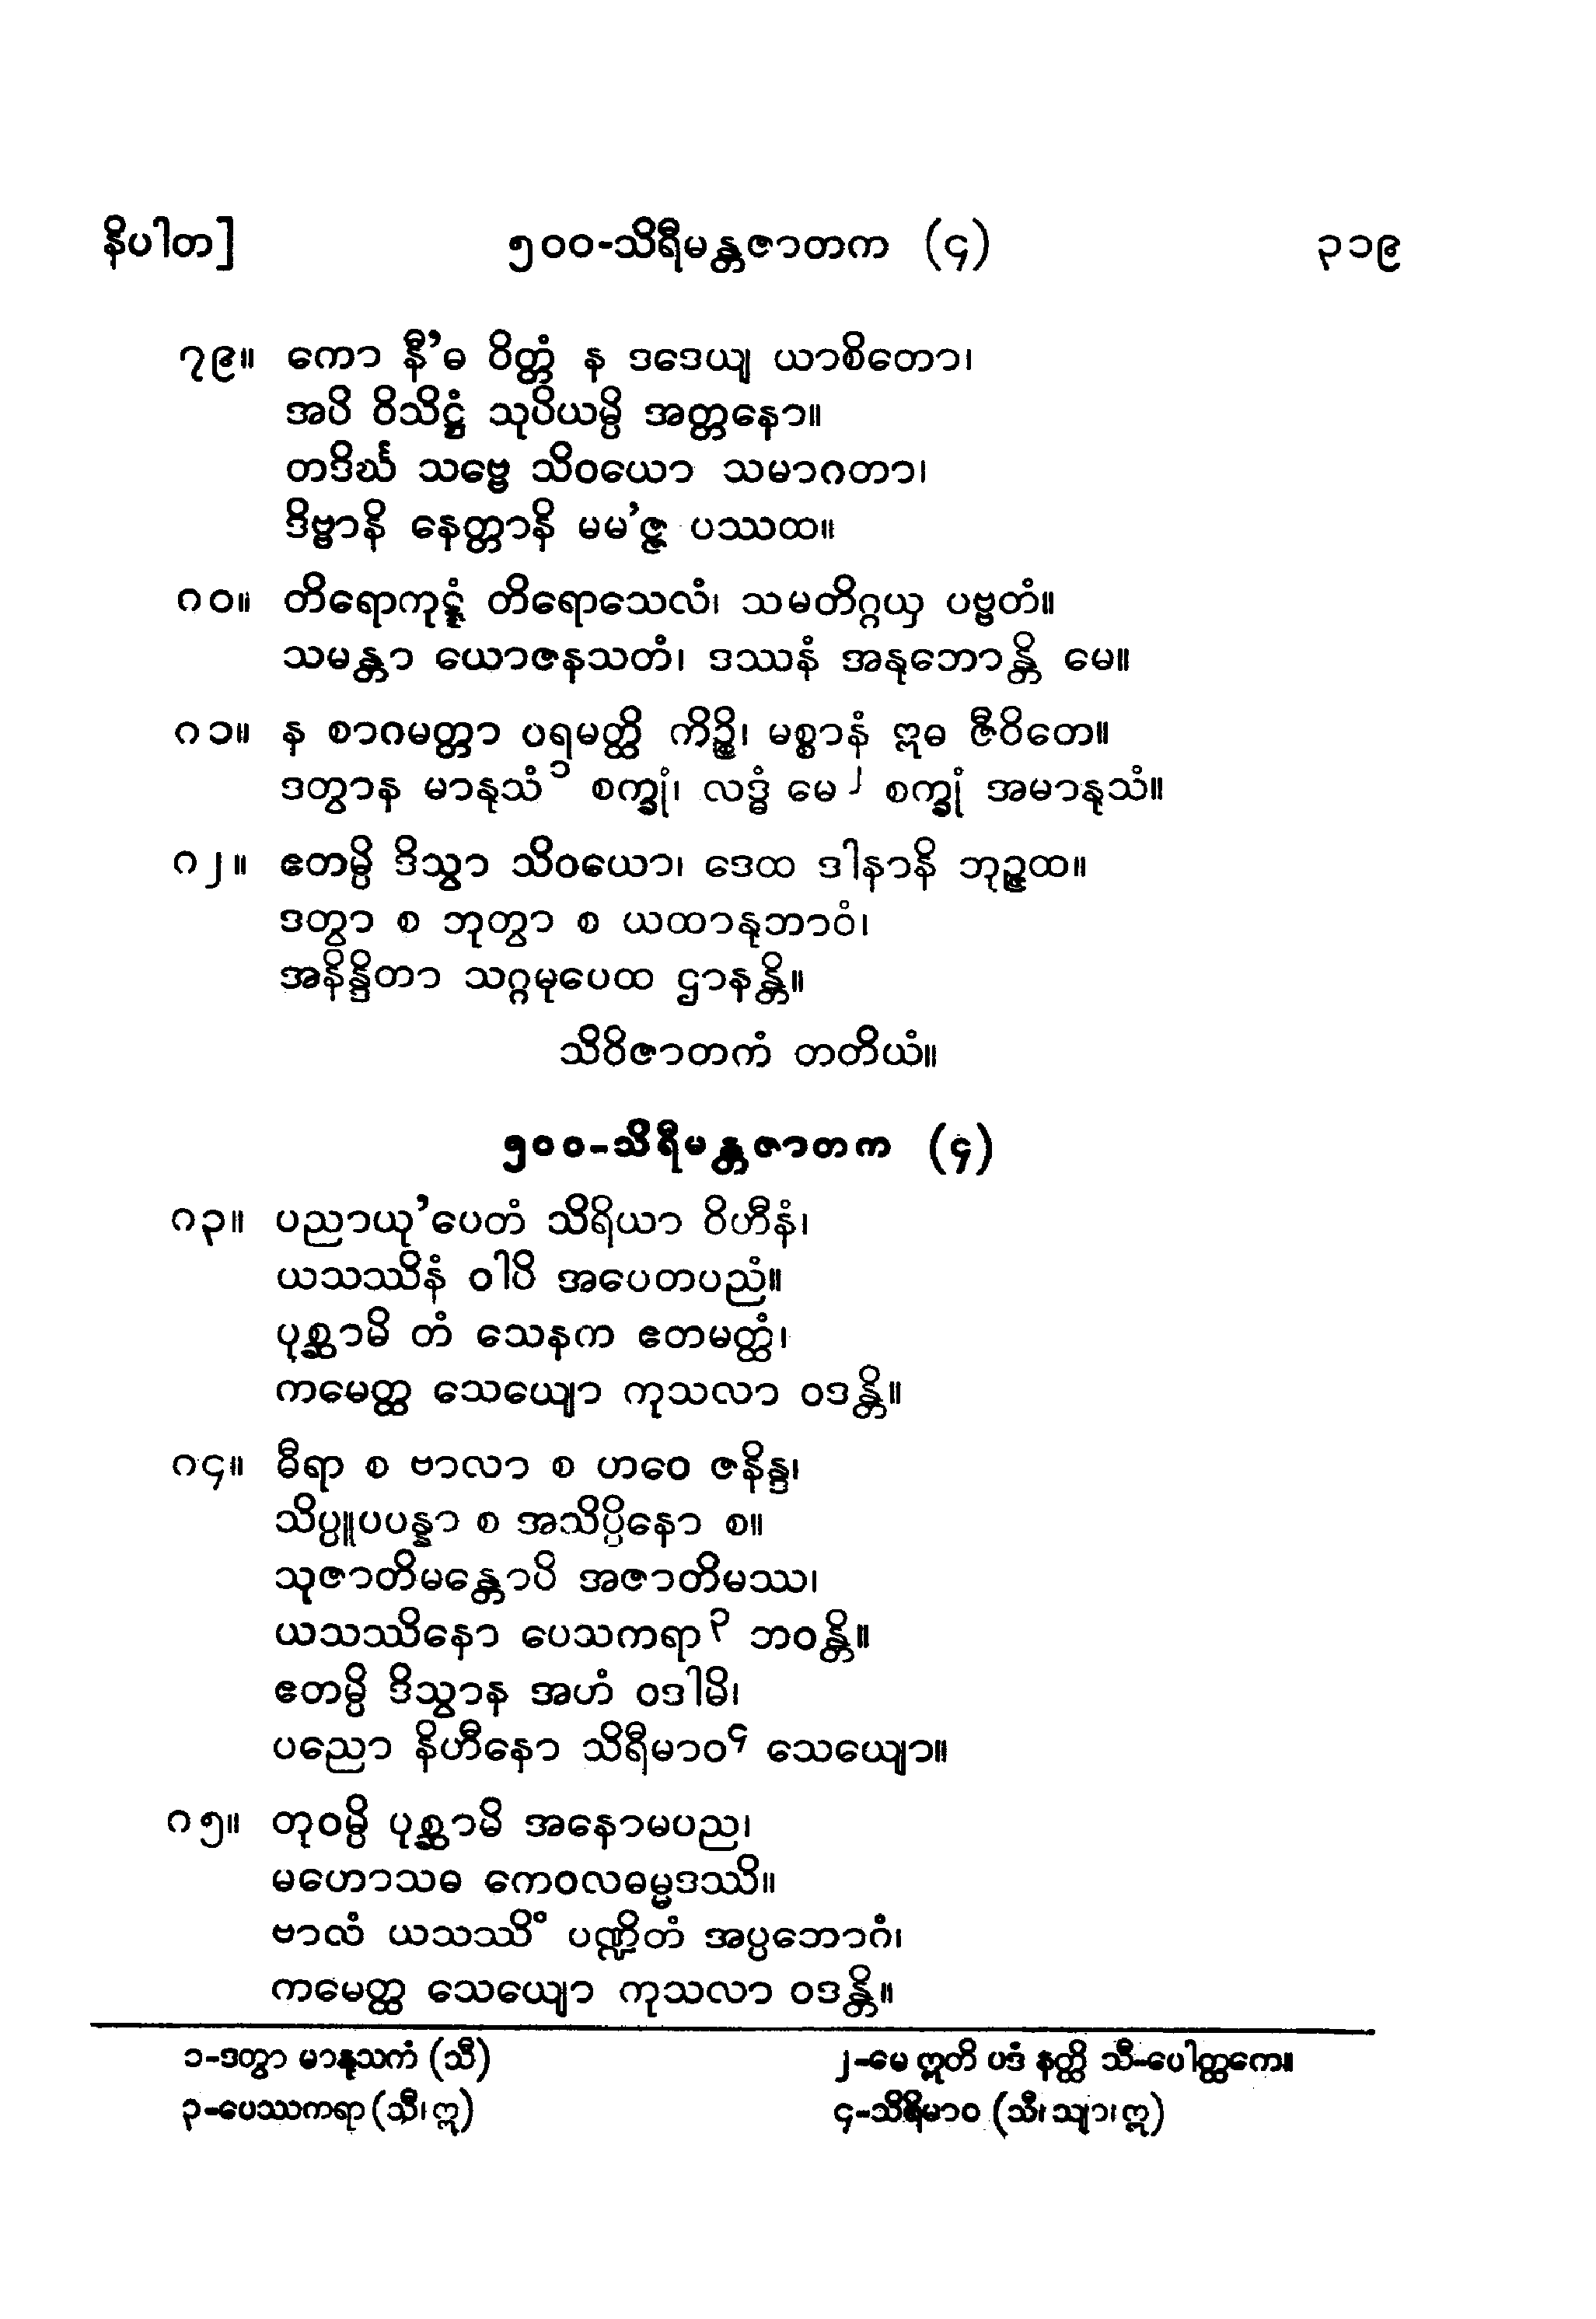 နိပါတ] ၅၀၀-သိရီမန္တဇာတက (၄) ၃၁၉
၇၉။ ကော နီ’ဓ ဝိတ္တံ န ဒဒေယျ ယာစိတော၊
အပိ ဝိသိဋ္ဌံ သုပိယမ္ပိ အတ္တနော။
တဒိင်္ဃ သဗ္ဗေ သိဝယော သမာဂတာ၊
ဒိဗ္ဗာနိ နေတ္တာနိ မမ’ဇ္ဇ ပဿထ။
၈၀။ တိရောကုဋ္ဋံ တိရောသေလံ၊ သမတိဂ္ဂယှ ပဗ္ဗတံ။
သမန္တာ ယောဇနသတံ၊ ဒဿနံ အနုဘောန္တိ မေ။
၈၁။ န စာဂမတ္တာ ပရမတ္ထိ ကိဉ္စိ၊ မစ္စာနံ ဣဓ ဇီဝိတေ။
ဒတွာန မာနုသံ၁ စက္ခုံ၊ လဒ္ဓံ မေ၂ စက္ခုံ အမာနုသံ။
၈၂။ ဧတမ္ပိ ဒိသွာ သိဝယော၊ ဒေထ ဒါနာနိ ဘုဉ္ဇထ။
ဒတွာ စ ဘုတွာ စ ယထာနုဘာဝံ၊
အနိန္ဒိတာ သဂ္ဂမုပေထ ဌာနန္တိ။
သိဝိဇာတကံ တတိယံ။
၅၀၀-သိရီမန္တဇာတက (၄)
၈၃။ ပညာယု’ပေတံ သိရိယာ ဝိဟီနံ၊
ယသဿိနံ ဝါပိ အပေတပညံ။
ပုစ္ဆာမိ တံ သေနက ဧတမတ္ထံ၊
ကမေတ္ထ သေယျော ကုသလာ ဝဒန္တိ။
၈၄။ ဓီရာ စ ဗာလာ စ ဟဝေ ဇနိန္ဒ၊
သိပ္ပူပပန္နာ စ အသိပ္ပိနော စ။
သုဇာတိမန္တောပိ အဇာတိမဿ၊
ယသဿိနော ပေသကရာ၃ ဘဝန္တိ။
ဧတမ္ပိ ဒိသွာန အဟံ ဝဒါမိ၊
ပညော နိဟီနော သိရီမာဝ၄ သေယျော။
၈၅။ တုဝမ္ပိ ပုစ္ဆာမိ အနောမပည၊
မဟောသဓ ကေဝလဓမ္မဒဿိ။
ဗာလံ ယသဿိံ ပဏ္ဍိတံ အပ္ပဘောဂံ၊
ကမေတ္ထ သေယျော ကုသလာ ဝဒန္တိ။
၁-ဒတွာ မာနုသကံ (သီ) ၂-မေ ဣတိ ပဒံ နတ္ထိ သီ-ပေါတ္ထကေ။
၃-ပေဿကရာ (သီ၊ ဣ) ၄-သိရိမာဝ (သီ၊ သျာ၊ ဣ)